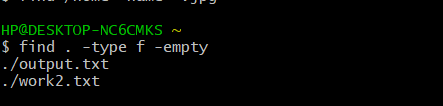 HP@DESKTOP-NC6CMKS ~
$ find . -type f -empty
./output.txt
./work2.txt